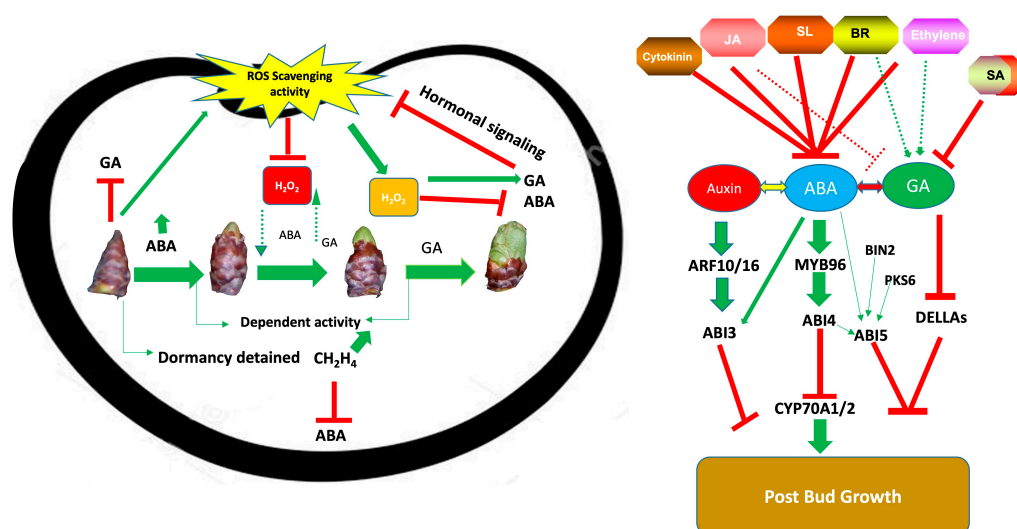 ROS Scavenging
activity
Hormonal signaling
GA
H₂O₂
H₂O₂
GA
ABA
ABA
ABA
GA
GA
Dependent activity
Dormancy detained
CH₂H₄
ABA
Cytokinin
JA
SL
BR
Ethylene
SA
Auxin
ABA
GA
ARF10/16
MYB96
BIN2
PKS6
ABI3
ABI4
ABI5
DELLAs
CYP70A1/2
Post Bud Growth